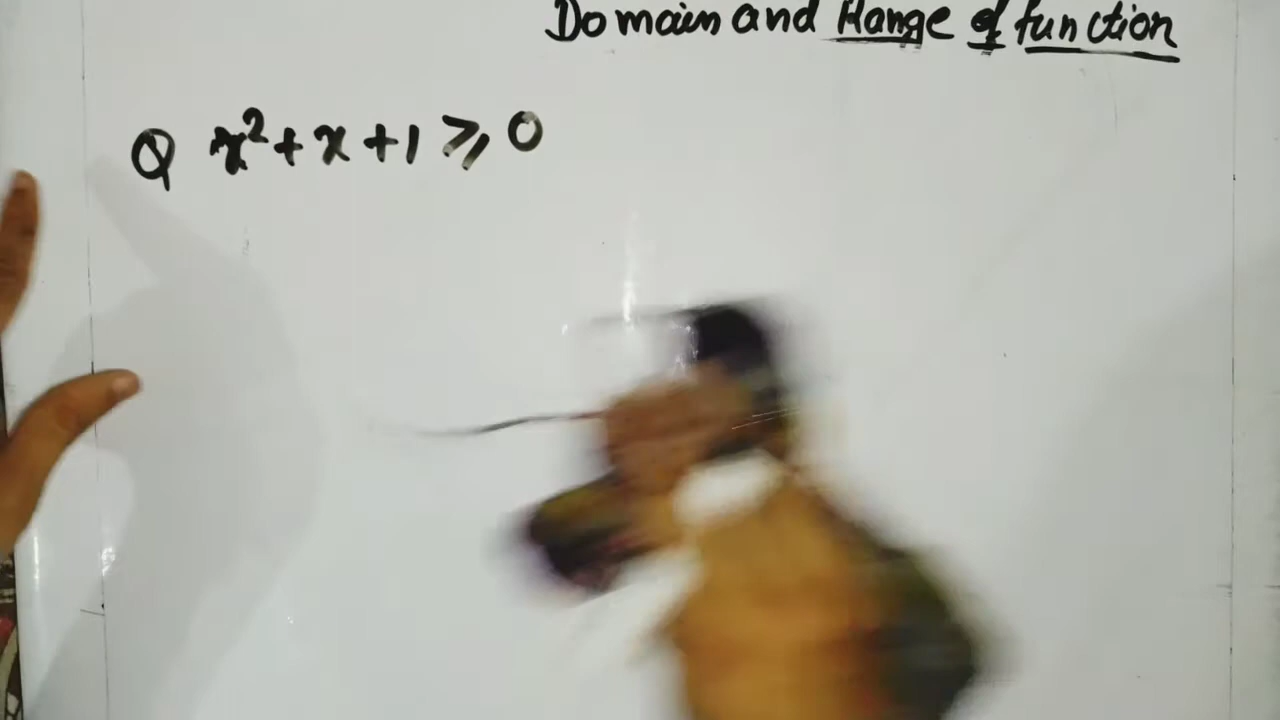 Domain and Range of function
Q x² + x + 1 ≥ 0